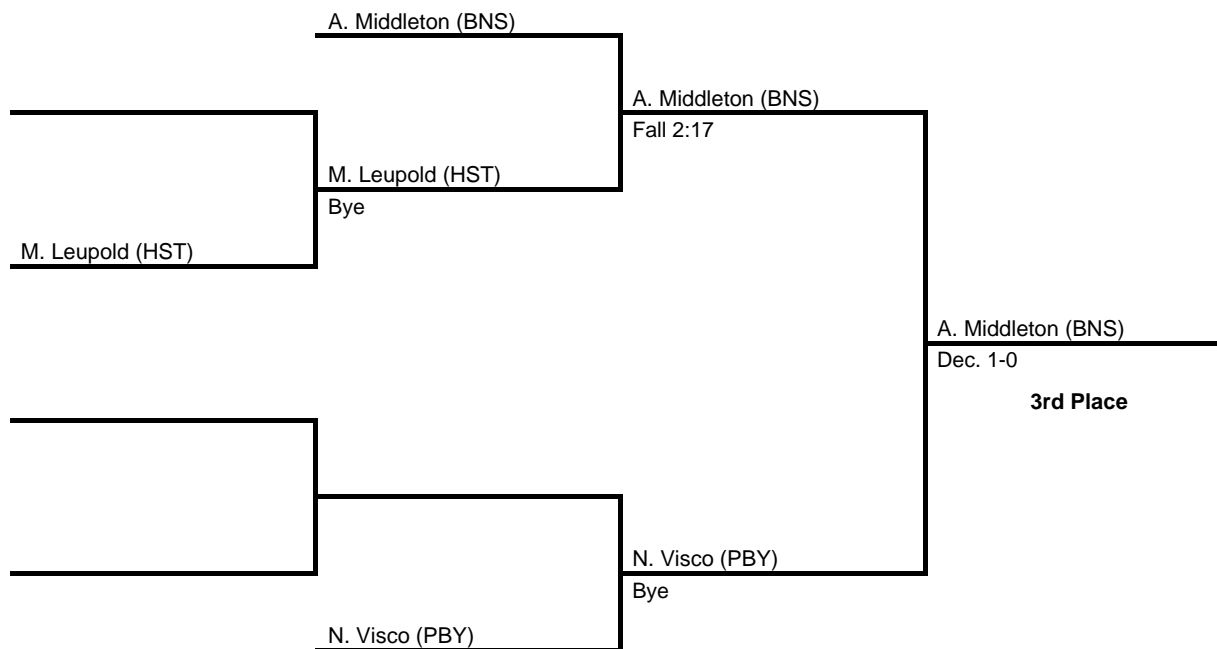 A. Middleton (BNS)
A. Middleton (BNS)
Fall 2:17
M. Leupold (HST)
Bye
M. Leupold (HST)
A. Middleton (BNS)
Dec. 1-0
3rd Place
N. Visco (PBY)
Bye
N. Visco (PBY)